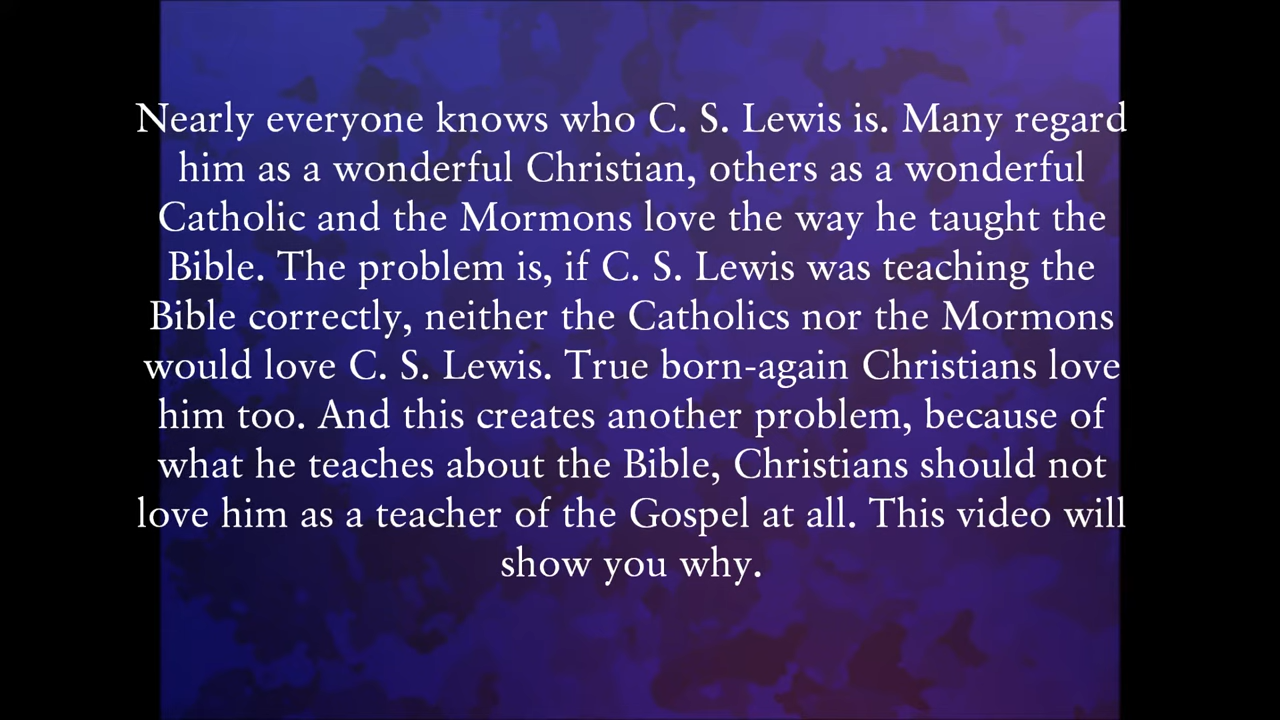 Nearly everyone knows who C. S. Lewis is. Many regard
him as a wonderful Christian, others as a wonderful
Catholic and the Mormons love the way he taught the
Bible. The problem is, if C. S. Lewis was teaching the
Bible correctly, neither the Catholics nor the Mormons
would love C. S. Lewis. True born-again Christians love
him too. And this creates another problem, because of
what he teaches about the Bible, Christians should not
love him as a teacher of the Gospel at all. This video will
show you why.